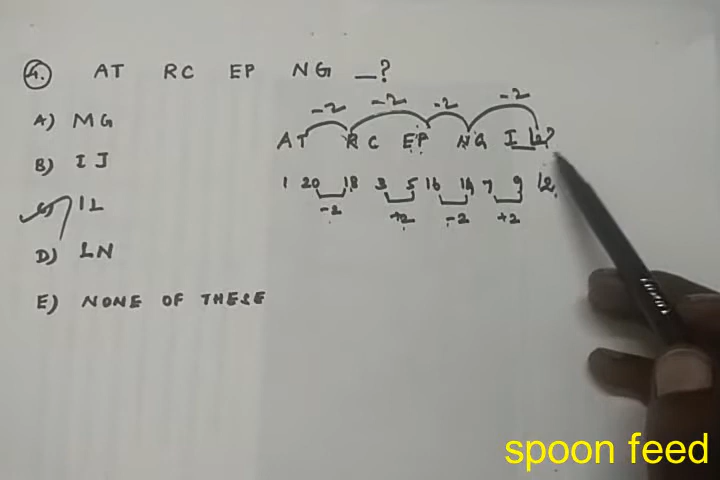 4. AT RC EP NG _?
A) MG
B) IJ
C) IL
D) LN
E) NONE OF THESE
-2 -2 -2 -2
AT RC EP NG IL?
1 20 18 3 5 16 14 7 9 12
-2 +2 -2 +2
spoon feed